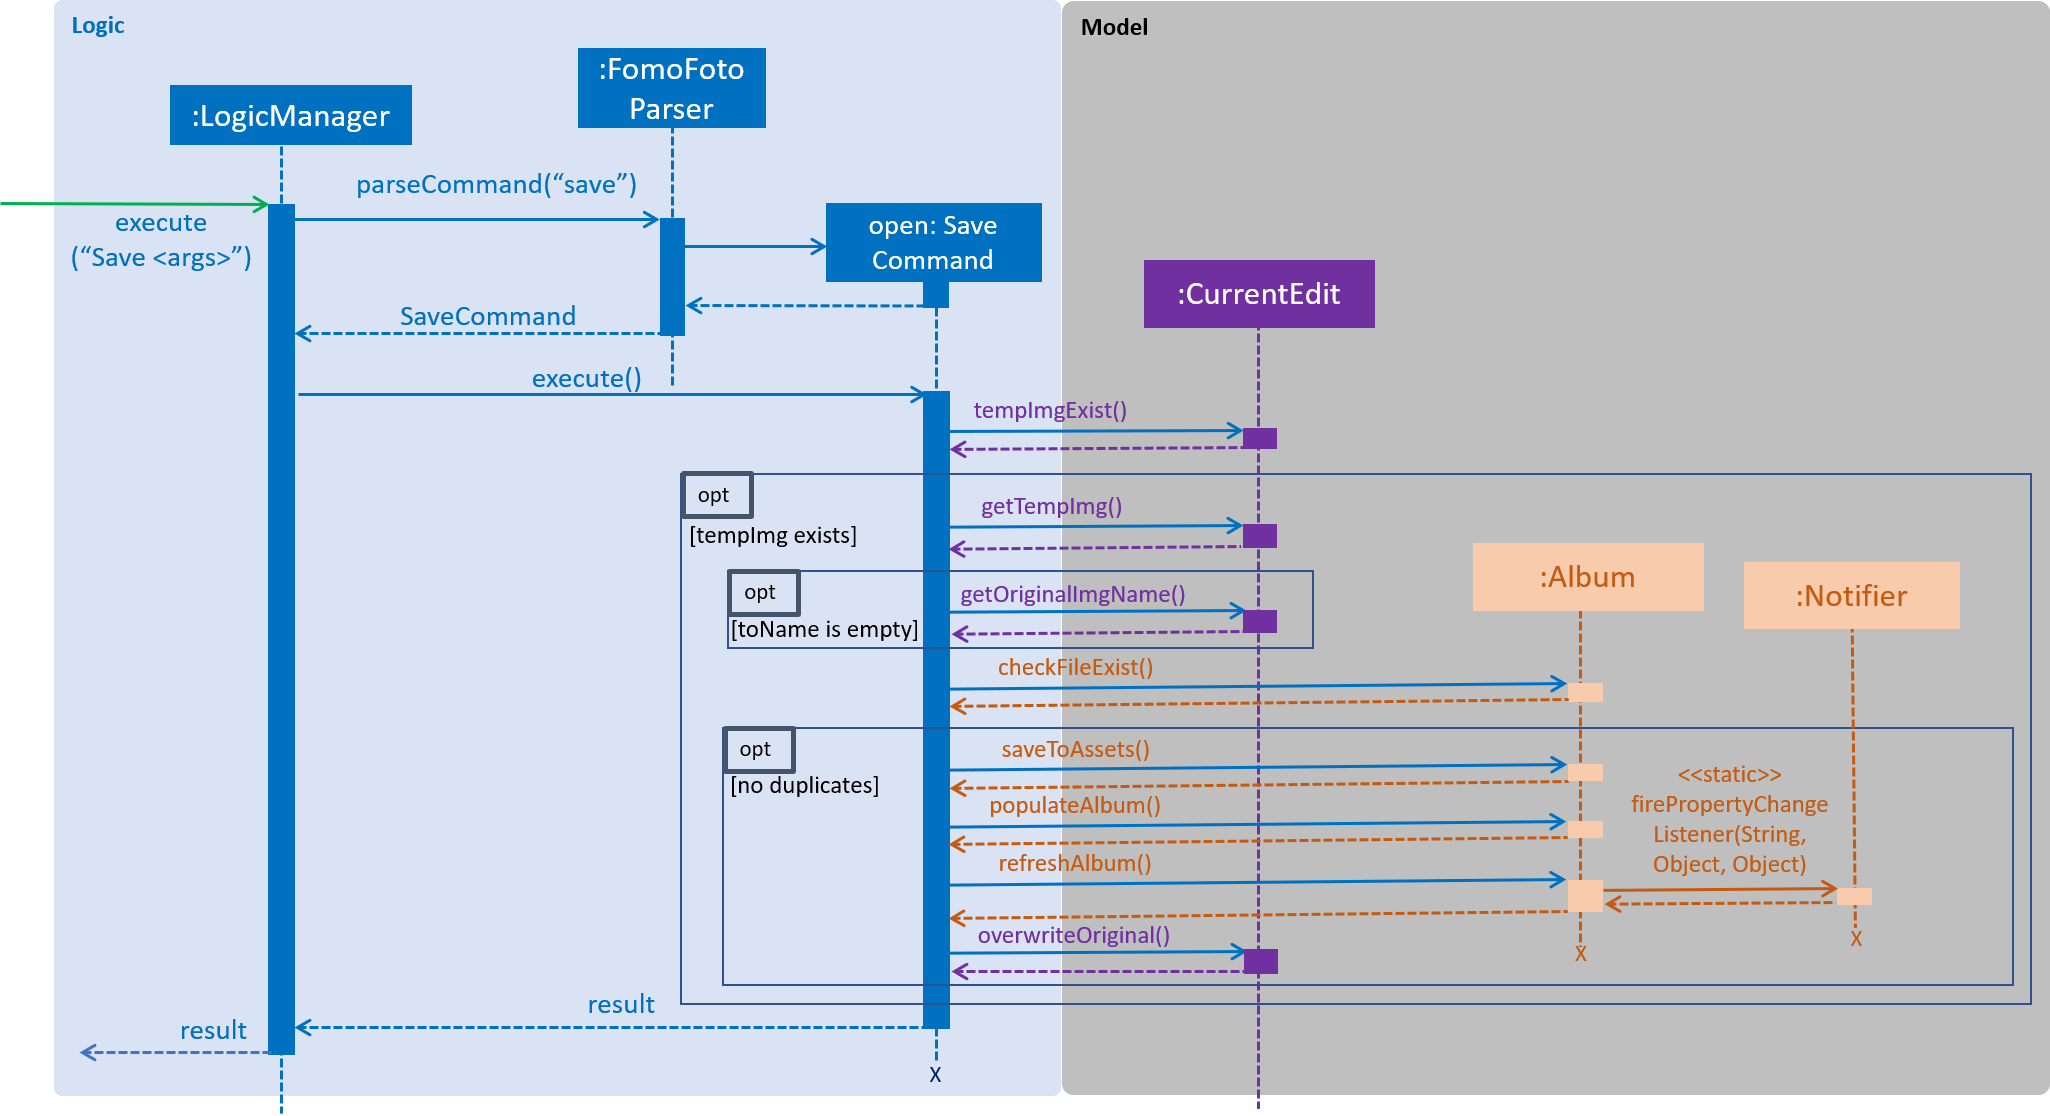 Logic
Model
:FomoFoto
Parser
:LogicManager
parseCommand(“save”)
execute
(“Save <args>”)
open: Save
Command
:CurrentEdit
SaveCommand
execute()
tempImgExist()
opt
[tempImg exists]
getTempImg()
:Album
:Notifier
opt
[toName is empty]
getOriginalImgName()
checkFileExist()
opt
[no duplicates]
saveToAssets()
<<static>>
firePropertyChange
Listener(String,
Object, Object)
populateAlbum()
refreshAlbum()
overwriteOriginal()
X
X
result
result
X